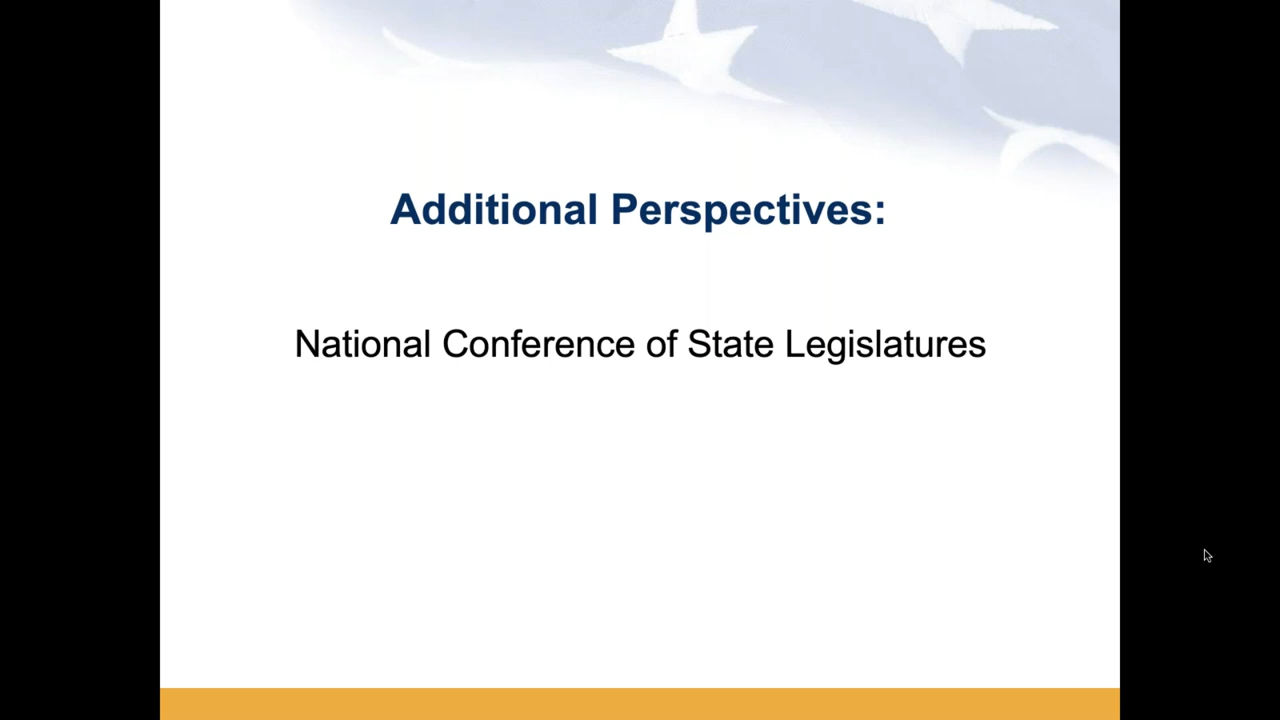 Additional Perspectives:
National Conference of State Legislatures